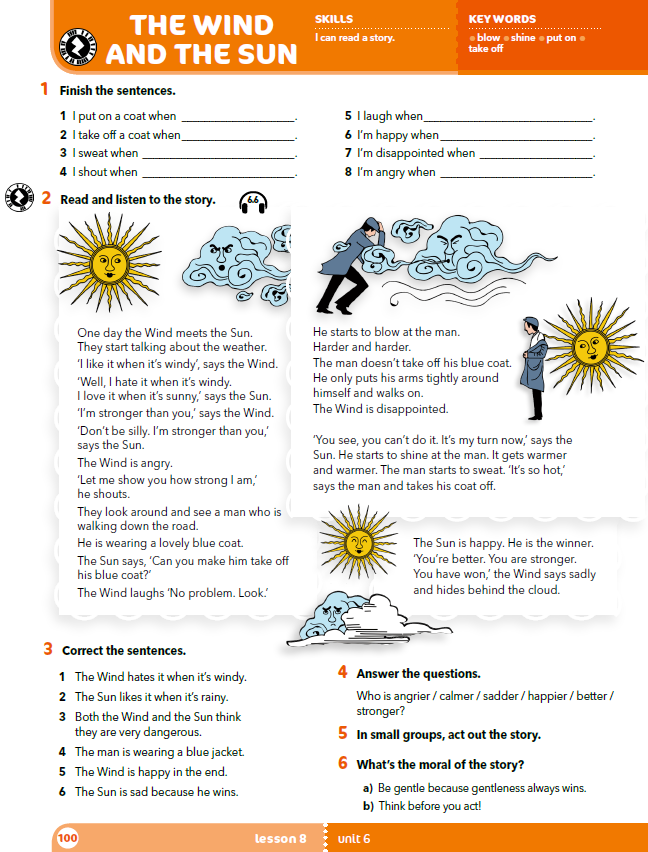 THE WIND
AND THE SUN
SKILLS
I can read a story.
KEY WORDS
blow shine put on
take off
1 Finish the sentences.
1 I put on a coat when ____________________.
2 I take off a coat when____________________.
3 I sweat when ____________________.
4 I shout when ____________________.
5 I laugh when____________________.
6 I'm happy when____________________.
7 I'm disappointed when ____________________.
8 I'm angry when ____________________.
2 Read and listen to the story.
6.6
One day the Wind meets the Sun.
They start talking about the weather.
'I like it when it's windy', says the Wind.
'Well, I hate it when it's windy.
I love it when it's sunny,' says the Sun.
'I'm stronger than you,' says the Wind.
'Don't be silly. I'm stronger than you,'
says the Sun.
The Wind is angry.
'Let me show you how strong I am,'
he shouts.
They look around and see a man who is
walking down the road.
He is wearing a lovely blue coat.
The Sun says, 'Can you make him take off
his blue coat?'
The Wind laughs 'No problem. Look.'
He starts to blow at the man.
Harder and harder.
The man doesn't take off his blue coat.
He only puts his arms tightly around
himself and walks on.
The Wind is disappointed.
'You see, you can't do it. It's my turn now,' says the
Sun. He starts to shine at the man. It gets warmer
and warmer. The man starts to sweat. 'It's so hot,'
says the man and takes his coat off.
The Sun is happy. He is the winner.
'You're better. You are stronger.
You have won,' the Wind says sadly
and hides behind the cloud.
3 Correct the sentences.
1 The Wind hates it when it's windy.
2 The Sun likes it when it's rainy.
3 Both the Wind and the Sun think
they are very dangerous.
4 The man is wearing a blue jacket.
5 The Wind is happy in the end.
6 The Sun is sad because he wins.
4 Answer the questions.
Who is angrier / calmer / sadder / happier / better /
stronger?
5 In small groups, act out the story.
6 What's the moral of the story?
a) Be gentle because gentleness always wins.
b) Think before you act!
100
lesson 8
unit 6